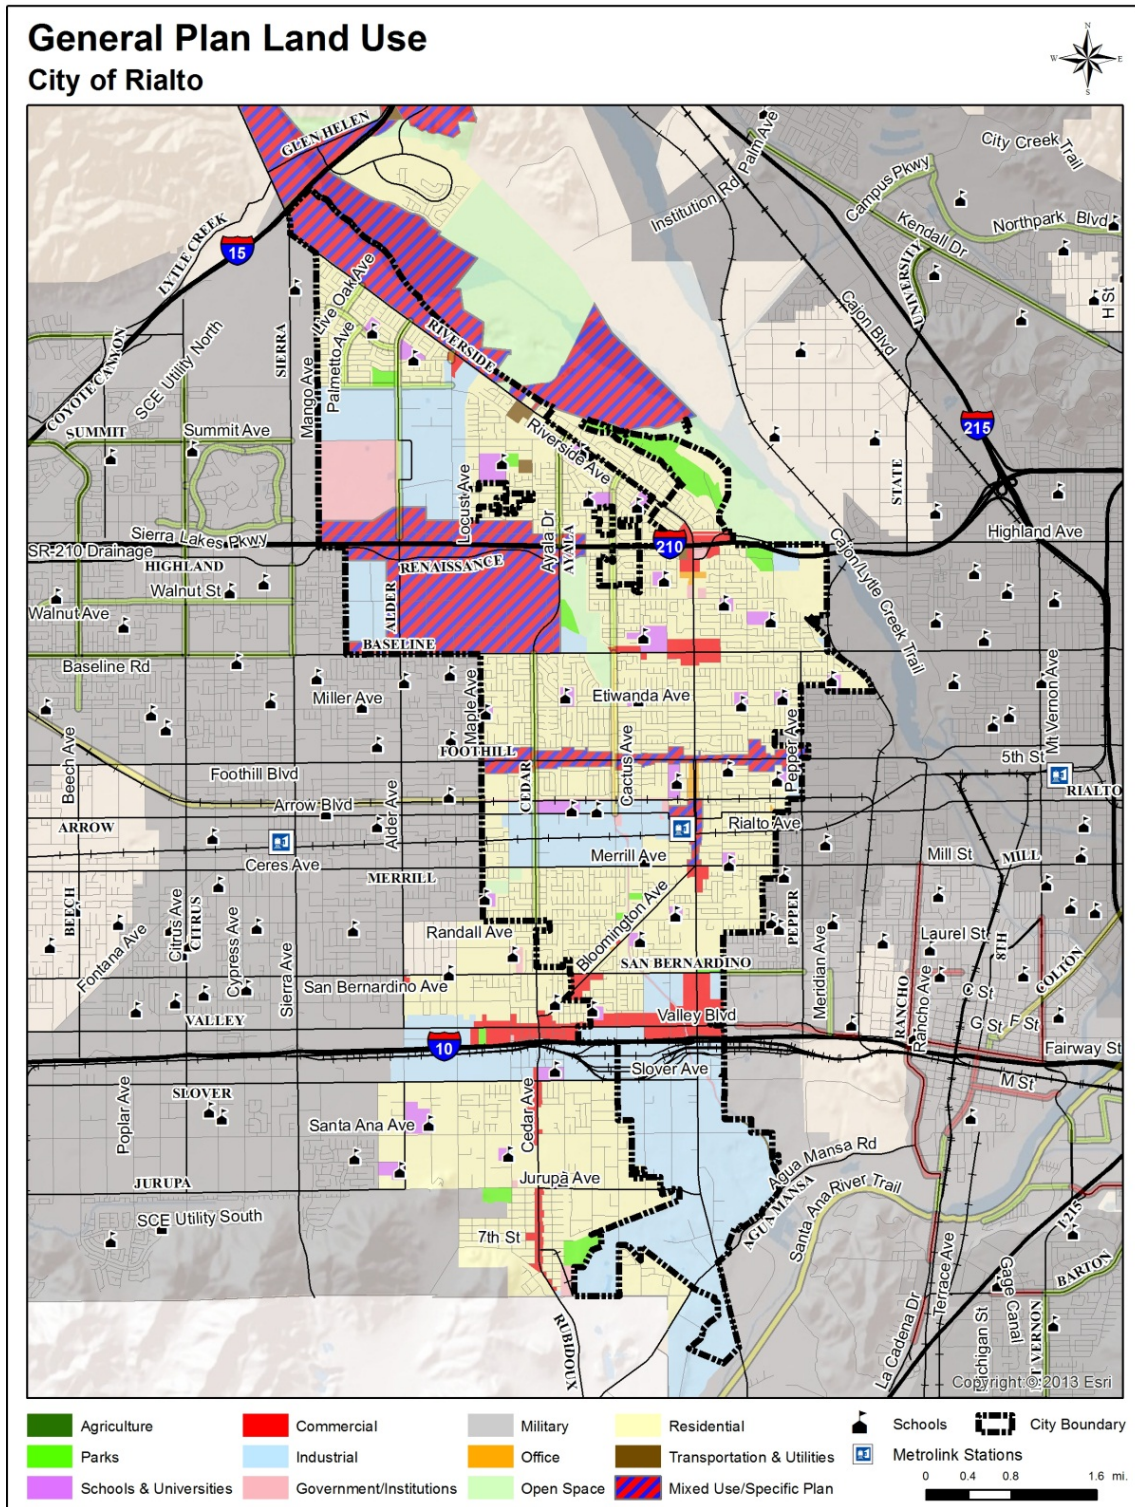 General Plan Land Use
City of Rialto
N
W
E
S
GLEN HELEN
Institution Rd
Palm Ave
City Creek Trail
Campus Pkwy
Kendall Dr
Northpark Blvd
UNIVERSITY
H St
LYTLE CREEK
15
COYOTE CANYON
SCE Utility North
SIERRA
Mango Ave
Palmetto Ave
Live Oak Ave
RIVERSIDE
Cajon Blvd
215
SUMMIT
Summit Ave
Riverside Ave
Locust Ave
Ayala Dr
AYALA
STATE
Sierra Lakes Pkwy
SR-210 Drainage
HIGHLAND
210
Highland Ave
Cajon/Lytle Creek Trail
Walnut St
Walnut Ave
RENAISSANCE
ALDER
BASELINE
Baseline Rd
Miller Ave
Maple Ave
Etiwanda Ave
Mt Vernon Ave
Beech Ave
FOOTHILL
Foothill Blvd
CEDAR
Cactus Ave
Pepper Ave
5th St
RIALTO
Arrow Blvd
ARROW
Alder Ave
Rialto Ave
Ceres Ave
Merrill Ave
MERRILL
Mill St
MILL
BEECH
Fontana Ave
Citrus Ave
CITRUS
Cypress Ave
Sierra Ave
Randall Ave
Bloomington Ave
PEPPER
Meridian Ave
Laurel St
8TH
COLTON
San Bernardino Ave
SAN BERNARDINO
RANCHO
Rancho Ave
C St
G St
F St
VALLEY
Valley Blvd
10
Fairway St
Slover Ave
SLOVER
M St
Poplar Ave
Santa Ana Ave
Cedar Ave
Agua Mansa Rd
JURUPA
Jurupa Ave
AGUA MANSA
Santa Ana River Trail
SCE Utility South
7th St
I-215
BARTON
RUBIDOUX
La Cadena Dr
Terrace Ave
Gage Canal
Copyright:© 2013 Esri
Agriculture
Commercial
Military
Residential
Schools
City Boundary
Parks
Industrial
Office
Transportation & Utilities
Metrolink Stations
Schools & Universities
Government/Institutions
Open Space
Mixed Use/Specific Plan
0 0.4 0.8 1.6 mi.